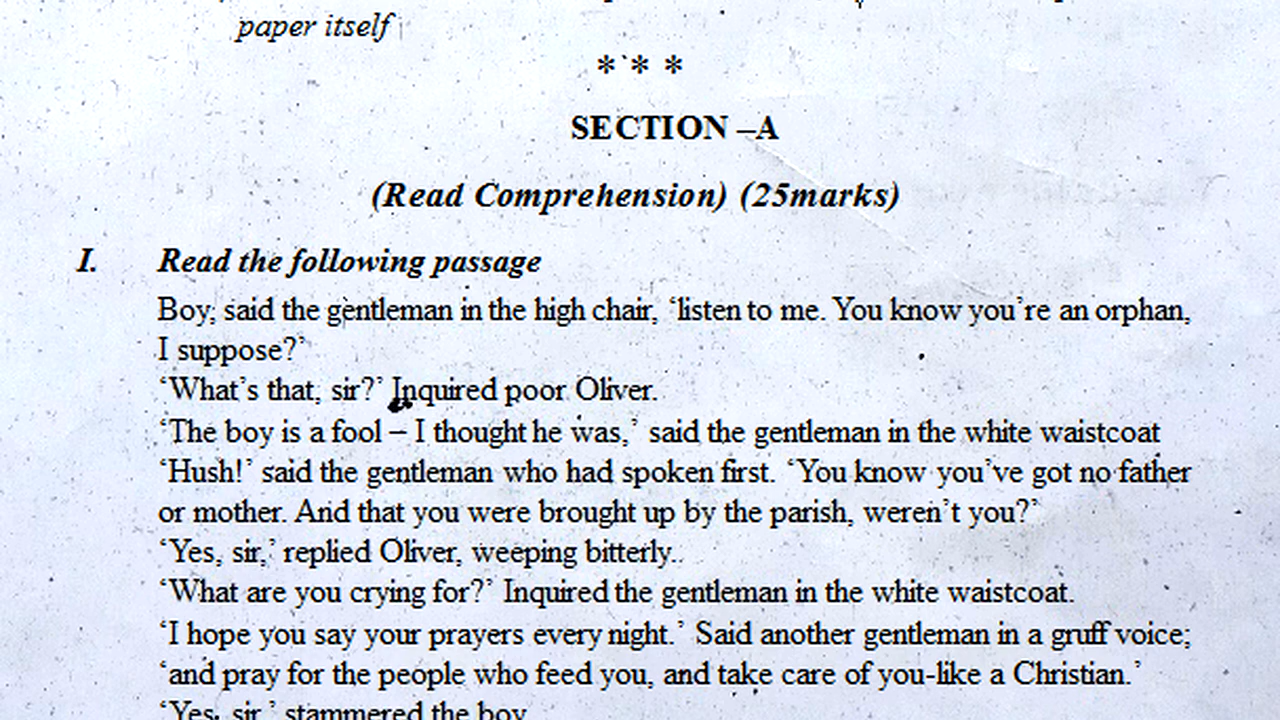 paper itself
* * *
SECTION –A
(Read Comprehension) (25marks)
I. Read the following passage
Boy, said the gentleman in the high chair, ‘listen to me. You know you’re an orphan,
I suppose?’
‘What’s that, sir?’ Inquired poor Oliver.
‘The boy is a fool – I thought he was,’ said the gentleman in the white waistcoat
‘Hush!’ said the gentleman who had spoken first. ‘You know you’ve got no father
or mother. And that you were brought up by the parish, weren’t you?’
‘Yes, sir,’ replied Oliver, weeping bitterly.
‘What are you crying for?’ Inquired the gentleman in the white waistcoat.
‘I hope you say your prayers every night.’ Said another gentleman in a gruff voice;
‘and pray for the people who feed you, and take care of you-like a Christian.’
‘Yes, sir,’ stammered the boy